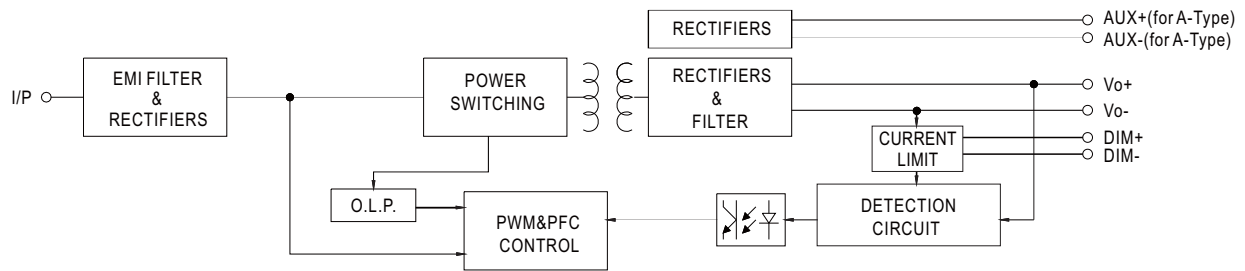 RECTIFIERS
AUX+(for A-Type)
AUX-(for A-Type)
I/P
EMI FILTER
&
RECTIFIERS
POWER
SWITCHING
RECTIFIERS
&
FILTER
Vo+
Vo-
CURRENT
LIMIT
DIM+
DIM-
O.L.P.
PWM&PFC
CONTROL
DETECTION
CIRCUIT